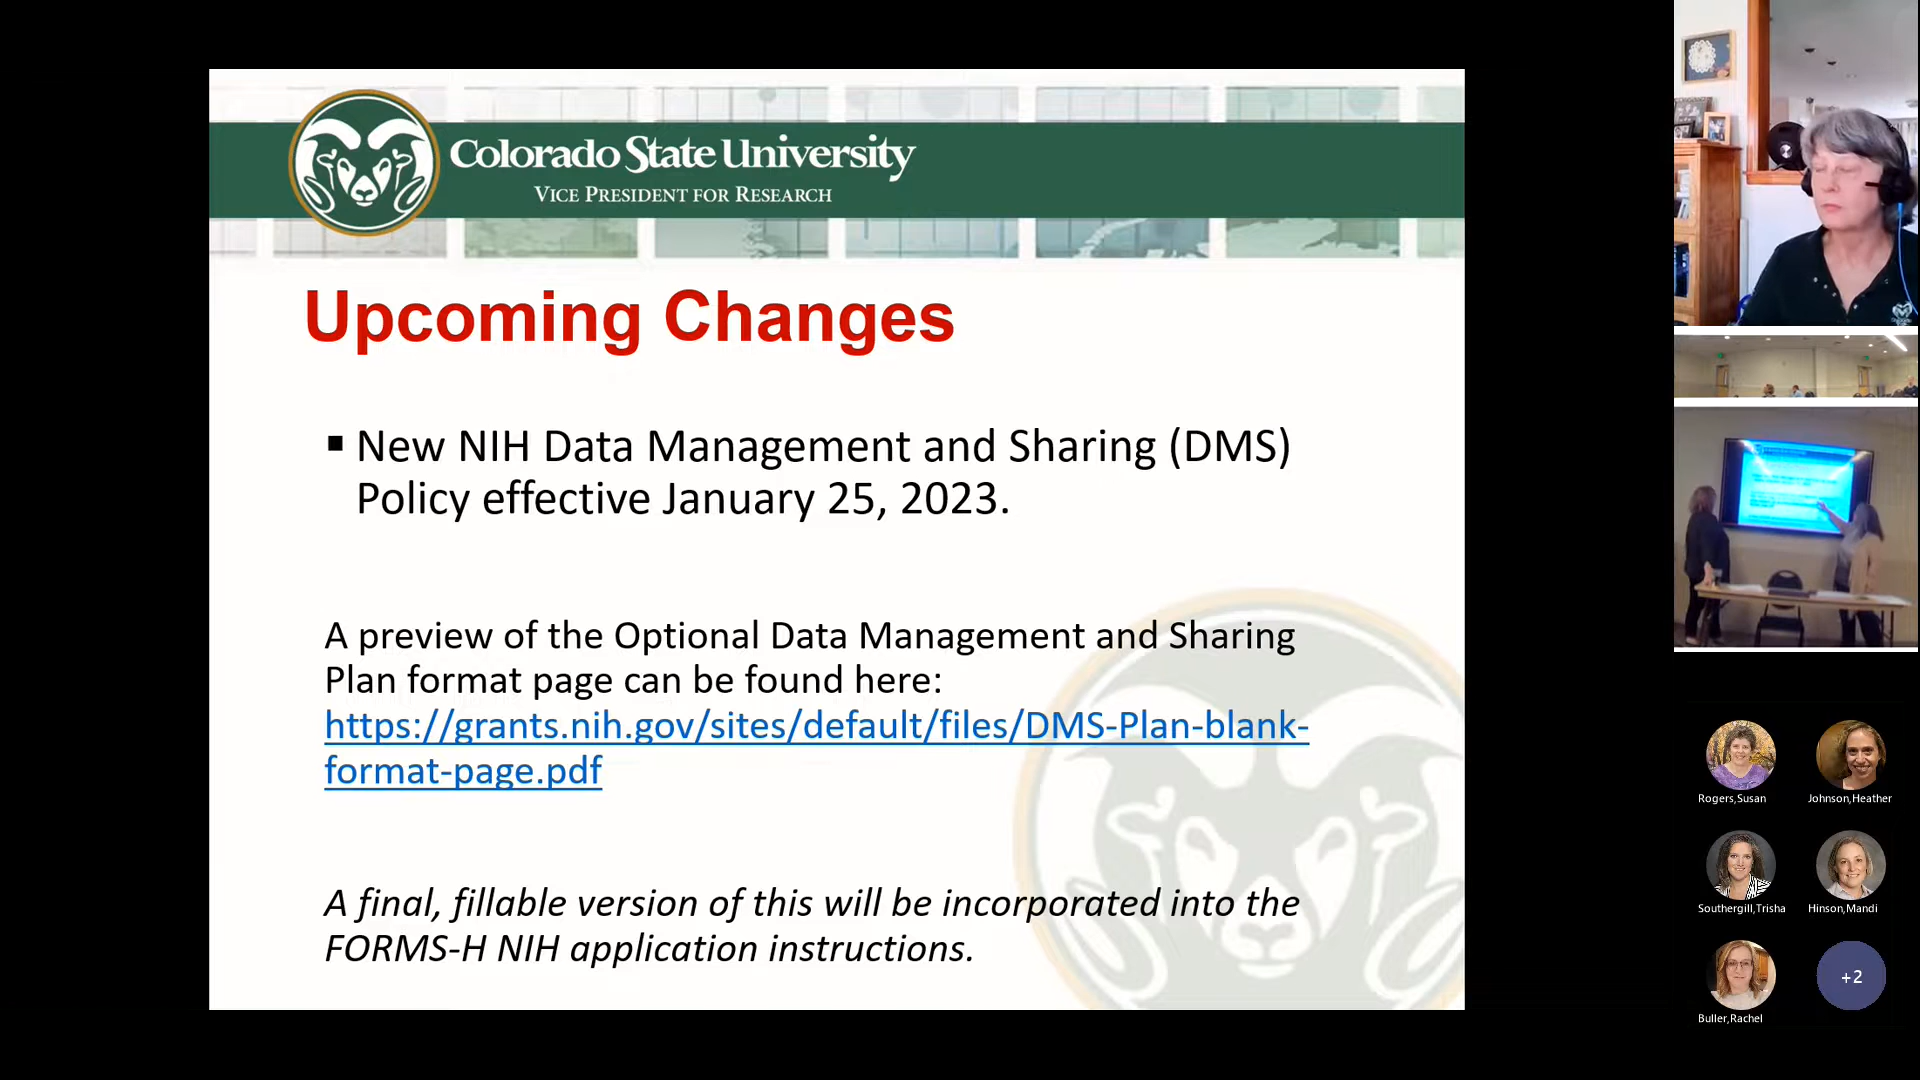 Colorado State University
VICE PRESIDENT FOR RESEARCH
Upcoming Changes
▪ New NIH Data Management and Sharing (DMS)
Policy effective January 25, 2023.
A preview of the Optional Data Management and Sharing
Plan format page can be found here:
https://grants.nih.gov/sites/default/files/DMS-Plan-blank-
format-page.pdf
A final, fillable version of this will be incorporated into the
FORMS-H NIH application instructions.
Rogers,Susan
Johnson,Heather
Southergill,Trisha
Hinson,Mandi
Buller,Rachel
+2